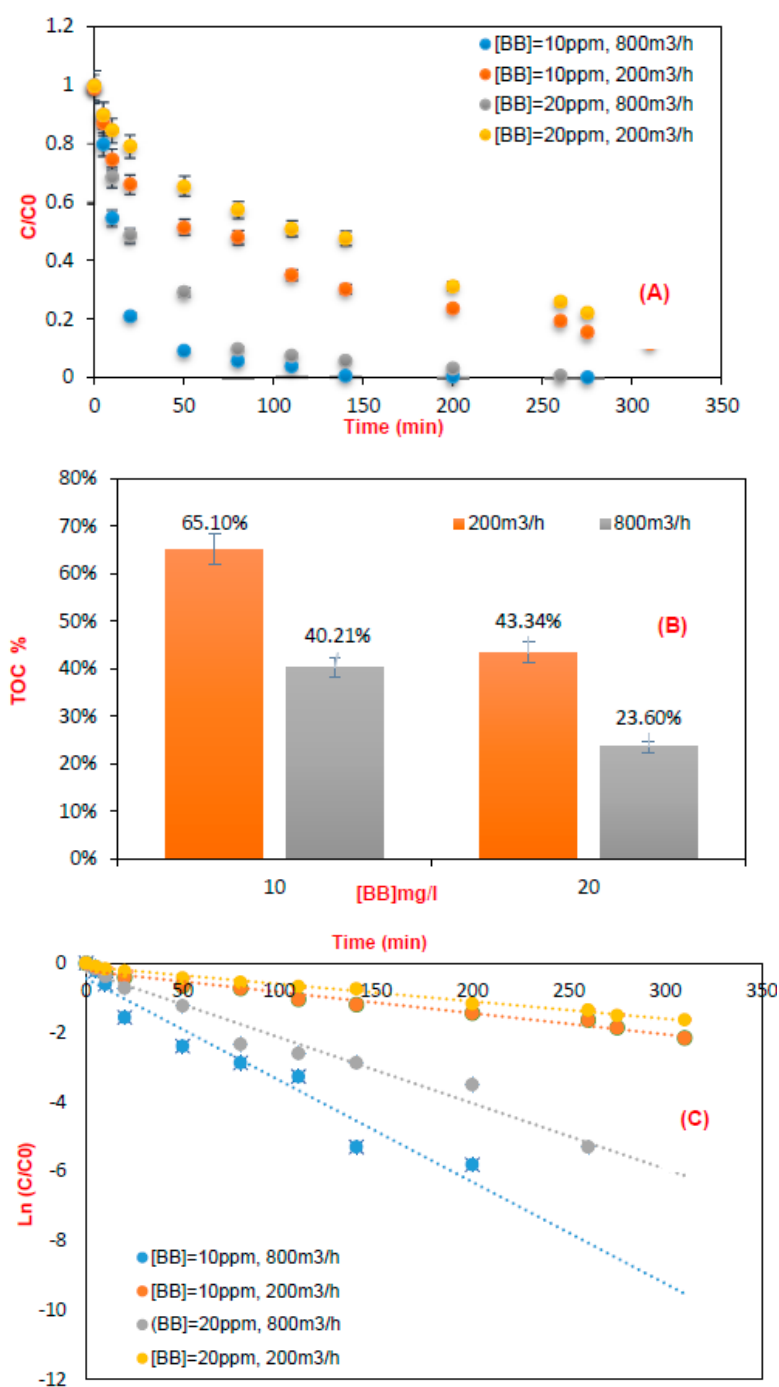 1.2
1
0.8
0.6
0.4
0.2
0
C/C0
[BB]=10ppm, 800m3/h
[BB]=10ppm, 200m3/h
[BB]=20ppm, 800m3/h
[BB]=20ppm, 200m3/h
(A)
0 50 100 150 200 250 300 350
Time (min)
80%
70%
60%
50%
40%
30%
20%
10%
0%
TOC %
65.10%
40.21%
43.34%
23.60%
200m3/h 800m3/h
(B)
10 20
[BB]mg/l
Time (min)
0 50 100 150 200 250 300 350
0
-2
-4
-6
-8
-10
-12
Ln (C/C0)
(C)
[BB]=10ppm, 800m3/h
[BB]=10ppm, 200m3/h
(BB]=20ppm, 800m3/h
[BB]=20ppm, 200m3/h